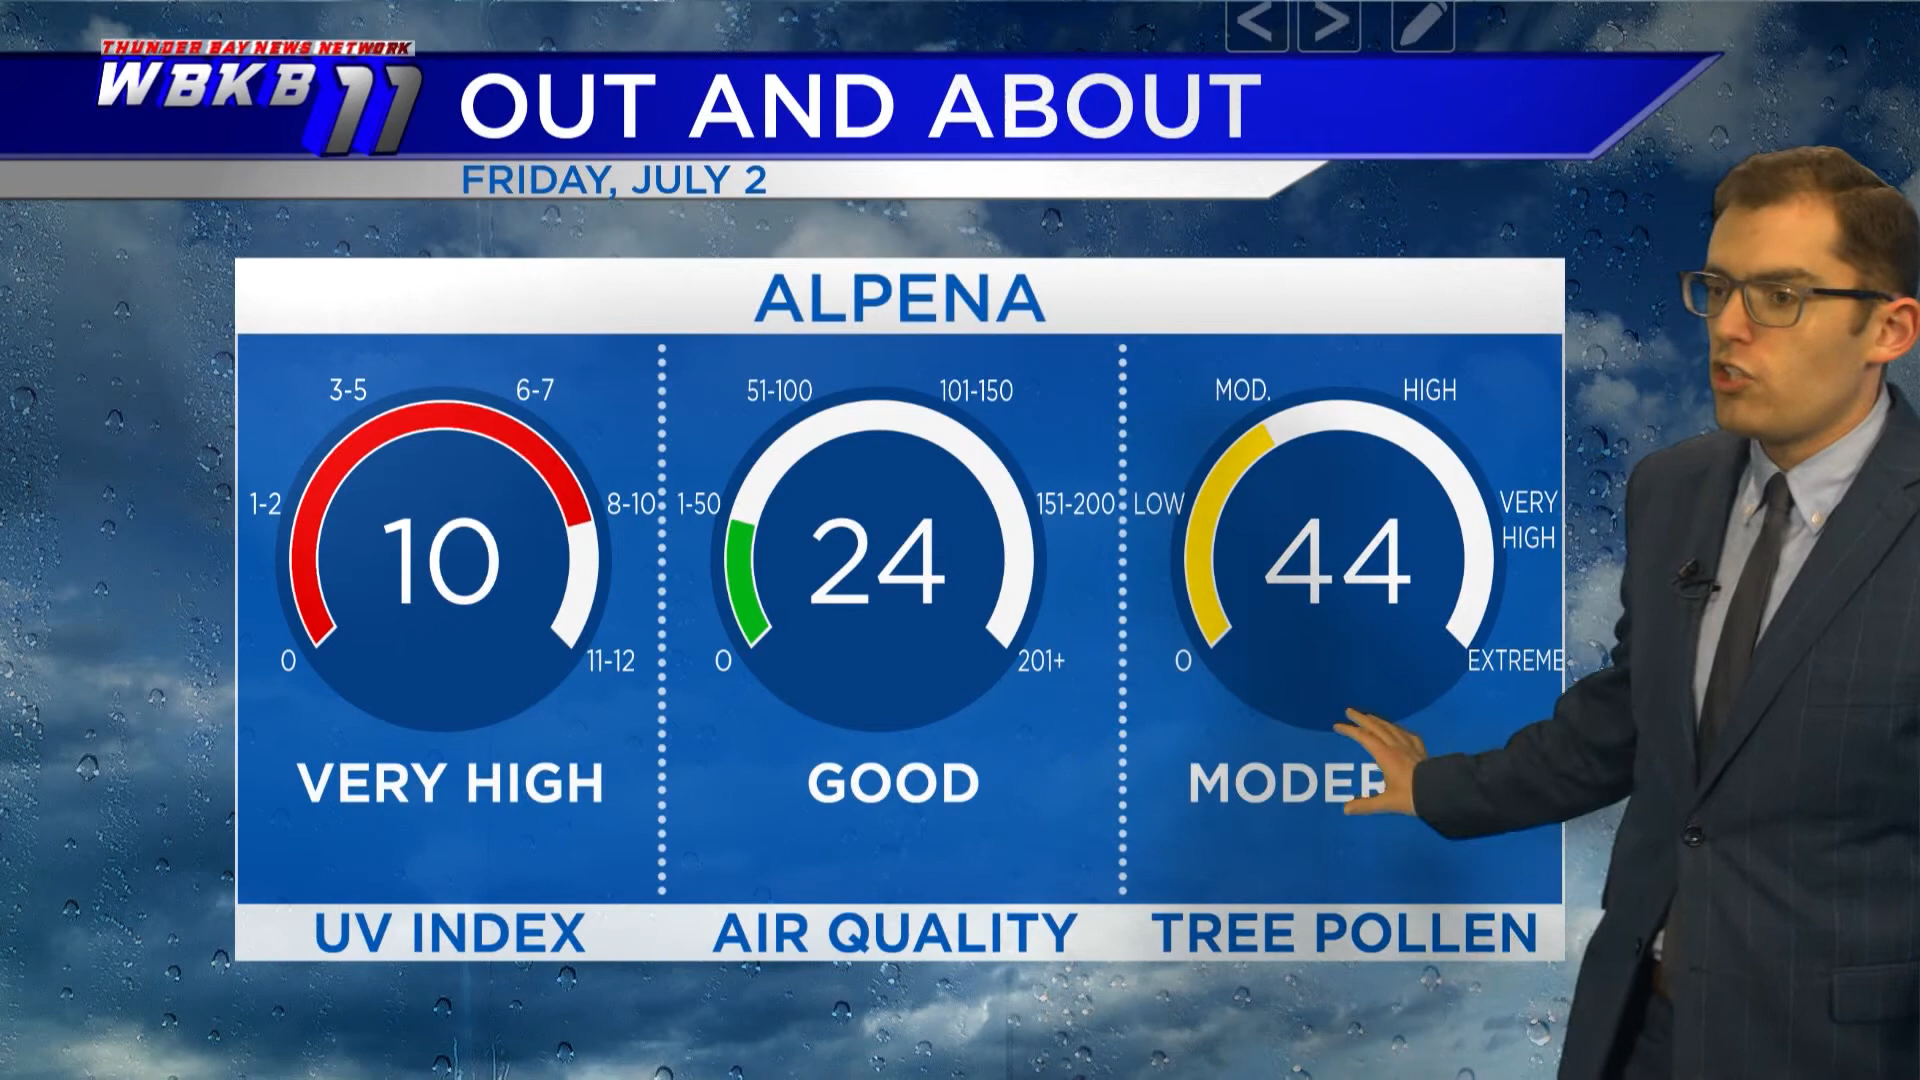 THUNDER BAY NEWS NETWORK
WBKB 11
OUT AND ABOUT
FRIDAY, JULY 2
ALPENA
3-5 6-7
1-2 8-10
10
0 11-12
VERY HIGH
UV INDEX
51-100 101-150
1-50 151-200
24
0 201+
GOOD
AIR QUALITY
MOD. HIGH
LOW VERY
HIGH
44
0 EXTREME
MODER
TREE POLLEN